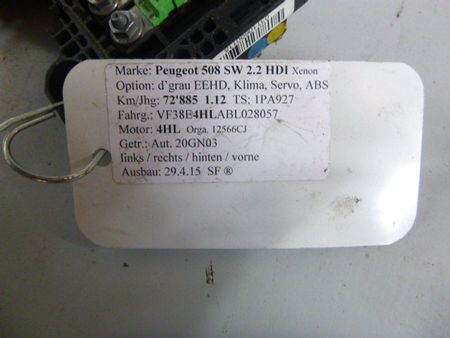 Marke: Peugeot 508 SW 2.2 HDI Xenon
Option: d'grau EEHD, Klima, Servo, ABS
Km/Jhg: 72'885 1.12 TS; 1PA927
Fahrg.: VF38E4HLABL028057
Motor: 4HL Orga. 12566CJ
Getr.: Aut. 20GN03
links / rechts / hinten / vorne
Ausbau: 29.4.15 SF ®